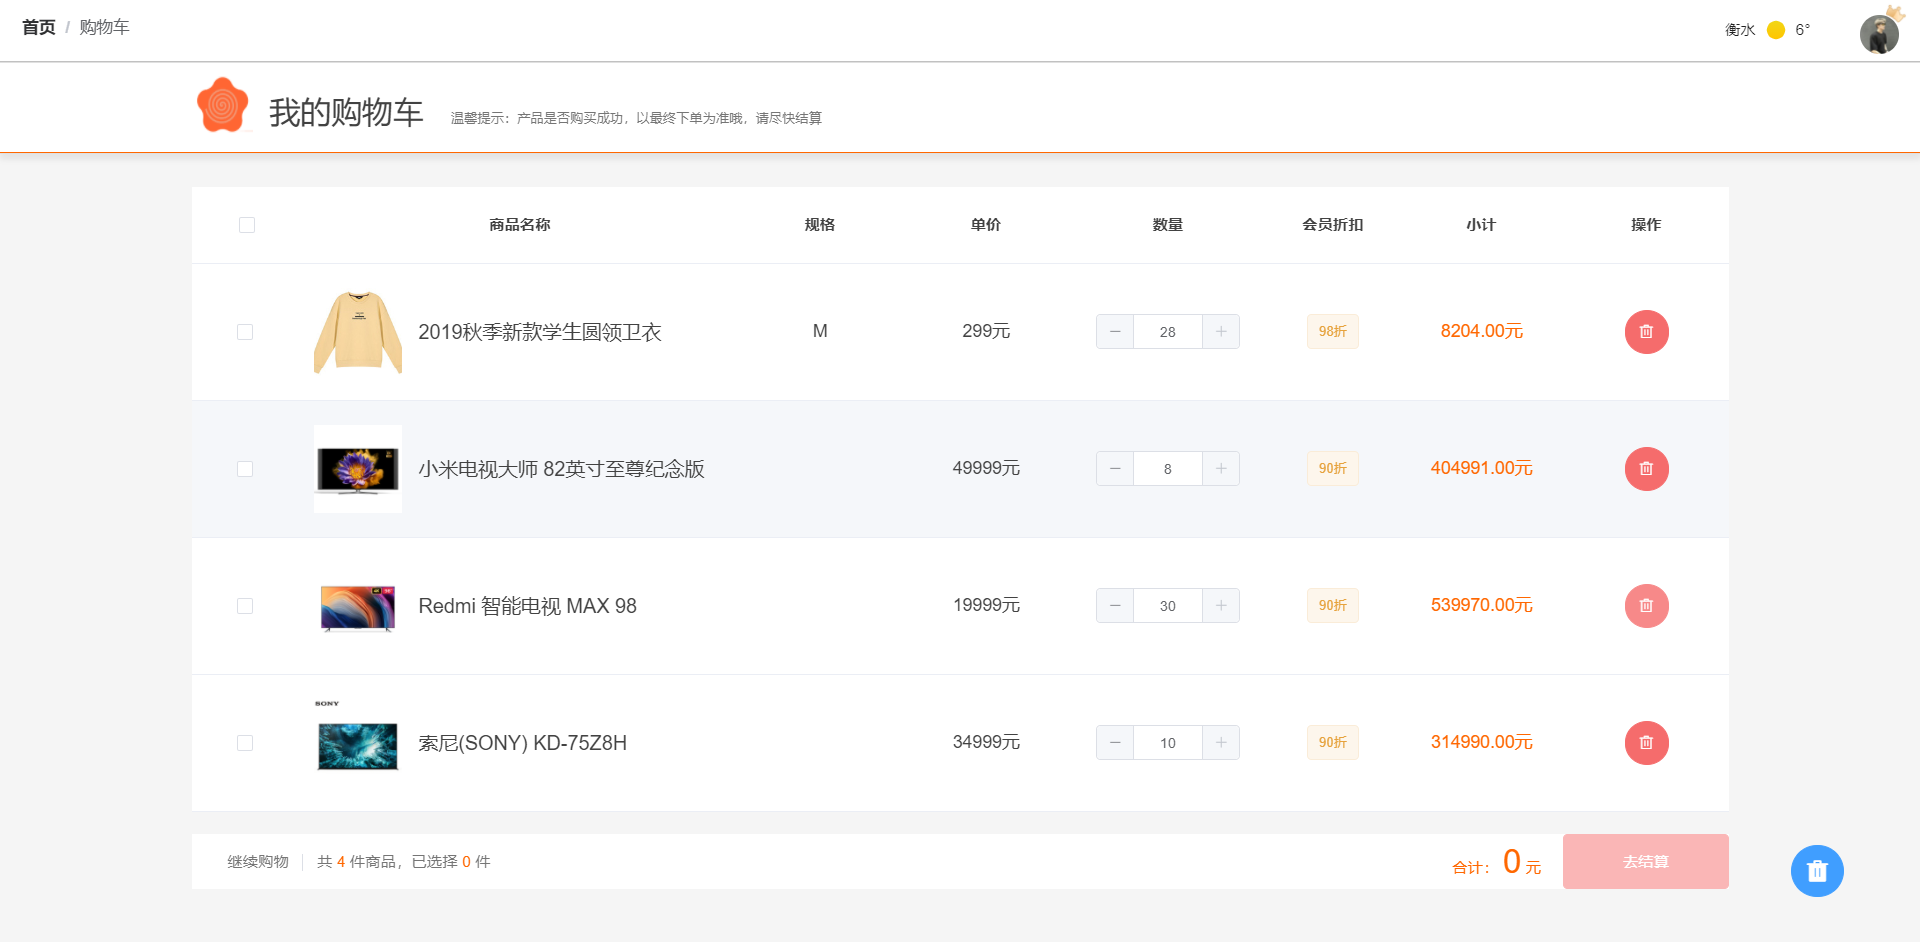 首页 / 购物车
衡水 6°
我的购物车
温馨提示：产品是否购买成功，以最终下单为准哦，请尽快结算
商品名称 规格 单价 数量 会员折扣 小计 操作
2019秋季新款学生圆领卫衣 M 299元 − 28 + 98折 8204.00元
小米电视大师 82英寸至尊纪念版 49999元 − 8 + 90折 404991.00元
Redmi 智能电视 MAX 98 19999元 − 30 + 90折 539970.00元
SONY
索尼(SONY) KD-75Z8H 34999元 − 10 + 90折 314990.00元
继续购物 共 4 件商品，已选择 0 件 合计： 0 元 去结算